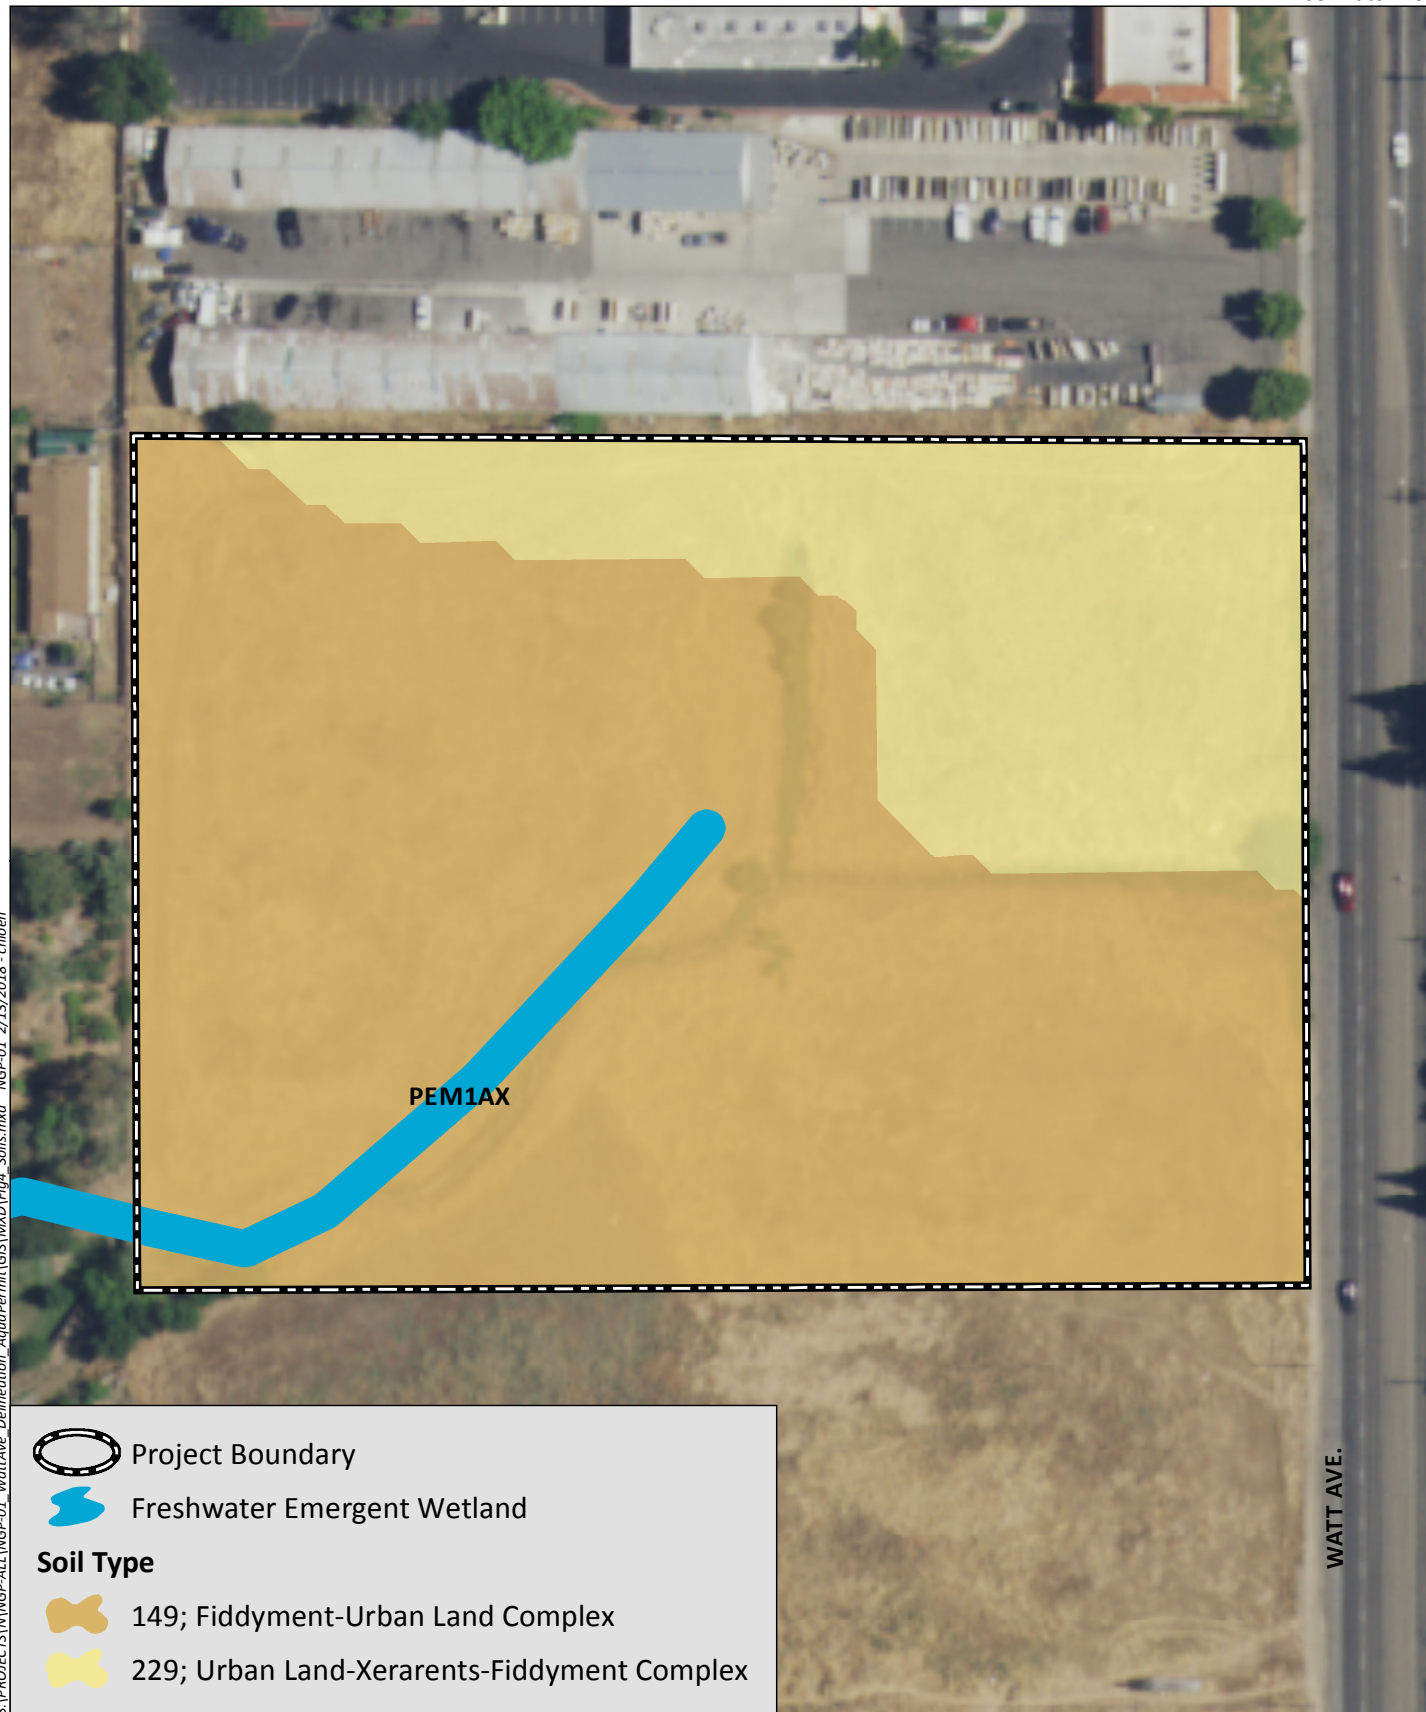 PEM1AX
WATT AVE.
Project Boundary
Freshwater Emergent Wetland
Soil Type
149; Fiddyment-Urban Land Complex
229; Urban Land-Xerarents-Fiddyment Complex